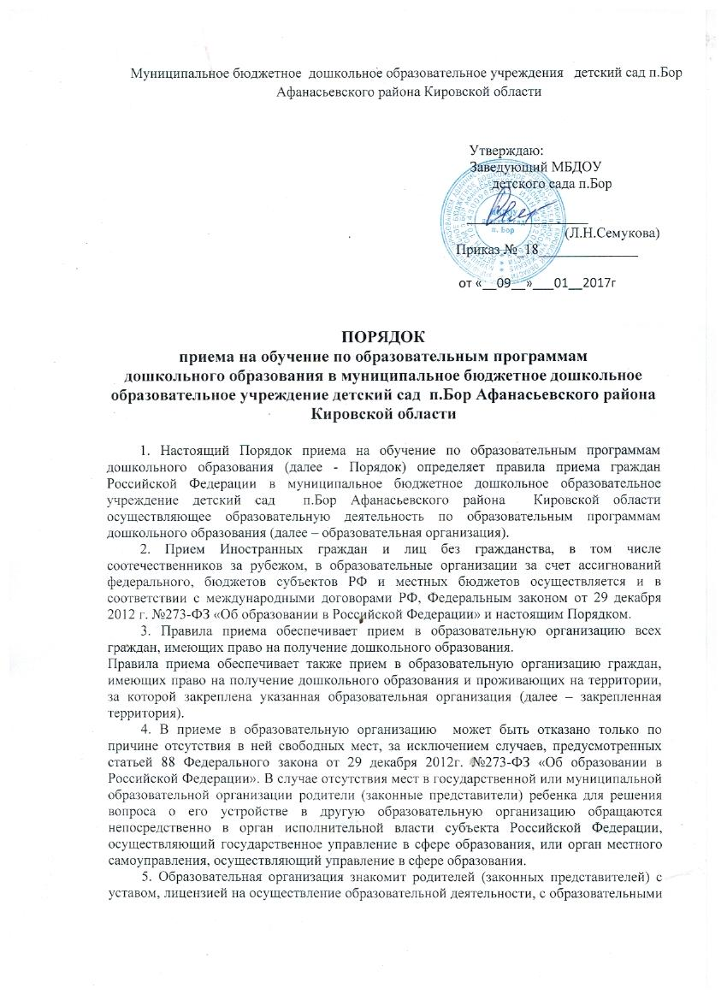 Муниципальное бюджетное дошкольное образовательное учреждения детский сад п.Бор
Афанасьевского района Кировской области
Утверждаю:
Заведующий МБДОУ
детского сада п.Бор
(Л.Н.Семукова)
п. Бор
Приказ №_18______________
от «__09__»___01__2017г
ПОРЯДОК
приема на обучение по образовательным программам
дошкольного образования в муниципальное бюджетное дошкольное
образовательное учреждение детский сад п.Бор Афанасьевского района
Кировской области
1. Настоящий Порядок приема на обучение по образовательным программам
дошкольного образования (далее - Порядок) определяет правила приема граждан
Российской Федерации в муниципальное бюджетное дошкольное образовательное
учреждение детский сад п.Бор Афанасьевского района Кировской области
осуществляющее образовательную деятельность по образовательным программам
дошкольного образования (далее – образовательная организация).
2. Прием Иностранных граждан и лиц без гражданства, в том числе
соотечественников за рубежом, в образовательные организации за счет ассигнований
федерального, бюджетов субъектов РФ и местных бюджетов осуществляется и в
соответствии с международными договорами РФ, Федеральным законом от 29 декабря
2012 г. №273-ФЗ «Об образовании в Российской Федерации» и настоящим Порядком.
3. Правила приема обеспечивает прием в образовательную организацию всех
граждан, имеющих право на получение дошкольного образования.
Правила приема обеспечивает также прием в образовательную организацию граждан,
имеющих право на получение дошкольного образования и проживающих на территории,
за которой закреплена указанная образовательная организация (далее – закрепленная
территория).
4. В приеме в образовательную организацию может быть отказано только по
причине отсутствия в ней свободных мест, за исключением случаев, предусмотренных
статьей 88 Федерального закона от 29 декабря 2012г. №273-ФЗ «Об образовании в
Российской Федерации». В случае отсутствия мест в государственной или муниципальной
образовательной организации родители (законные представители) ребенка для решения
вопроса о его устройстве в другую образовательную организацию обращаются
непосредственно в орган исполнительной власти субъекта Российской Федерации,
осуществляющий государственное управление в сфере образования, или орган местного
самоуправления, осуществляющий управление в сфере образования.
5. Образовательная организация знакомит родителей (законных представителей) с
уставом, лицензией на осуществление образовательной деятельности, с образовательными